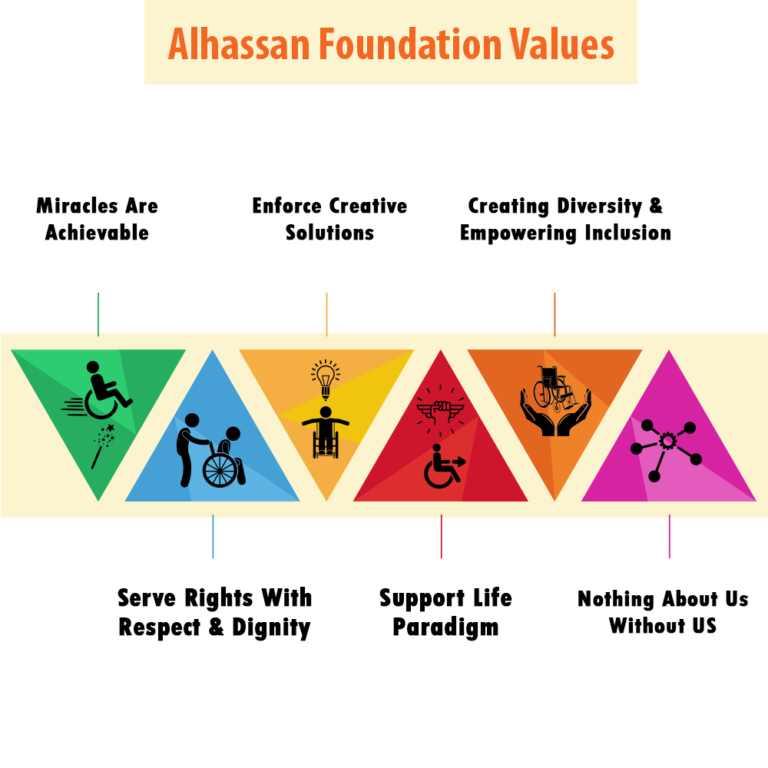 Alhassan Foundation Values
Miracles Are
Achievable
Enforce Creative
Solutions
Creating Diversity &
Empowering Inclusion
Serve Rights With
Respect & Dignity
Support Life
Paradigm
Nothing About Us
Without US